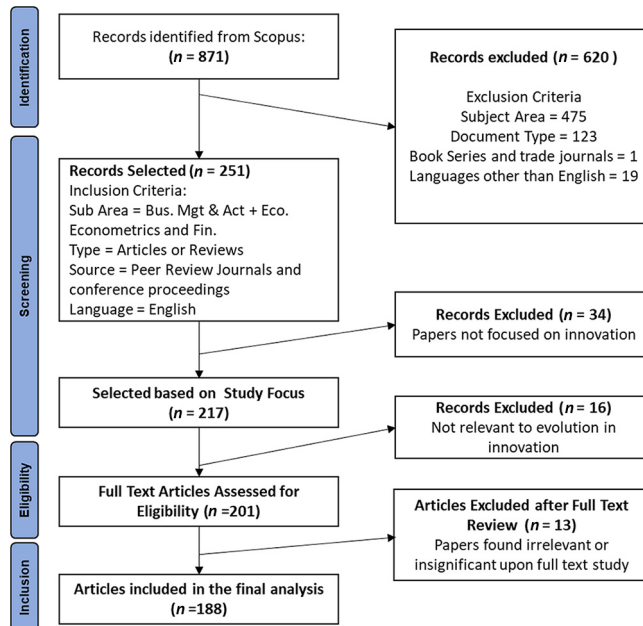 Identification
Records identified from Scopus:
(n = 871)
Records excluded (n = 620 )
Exclusion Criteria
Subject Area = 475
Document Type = 123
Book Series and trade journals = 1
Languages other than English = 19
Screening
Records Selected (n = 251)
Inclusion Criteria:
Sub Area = Bus. Mgt & Act + Eco.
Econometrics and Fin.
Type = Articles or Reviews
Source = Peer Review Journals and
conference proceedings
Language = English
Records Excluded (n = 34)
Papers not focused on innovation
Selected based on Study Focus
(n = 217)
Records Excluded (n = 16)
Not relevant to evolution in
innovation
Eligibility
Full Text Articles Assessed for
Eligibility (n =201)
Articles Excluded after Full Text
Review (n = 13)
Papers found irrelevant or
insignificant upon full text study
Inclusion
Articles included in the final analysis
(n =188)